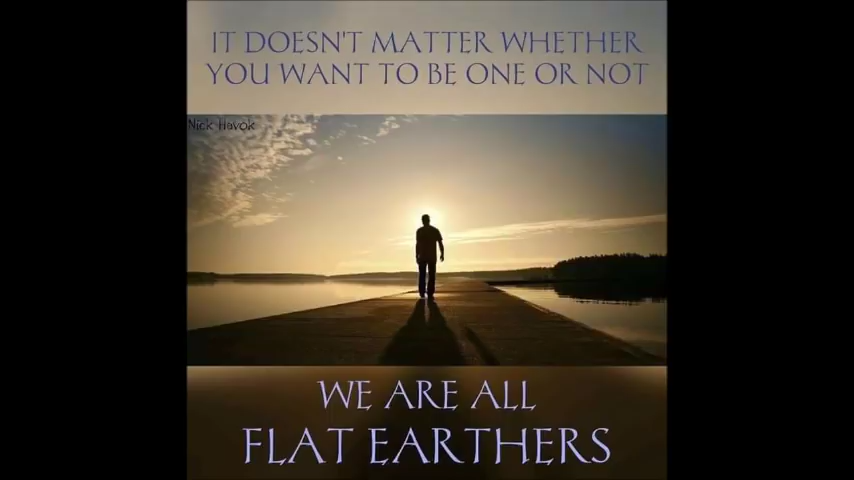 IT DOESN'T MATTER WHETHER
YOU WANT TO BE ONE OR NOT
Nick Havok
WE ARE ALL
FLAT EARTHERS